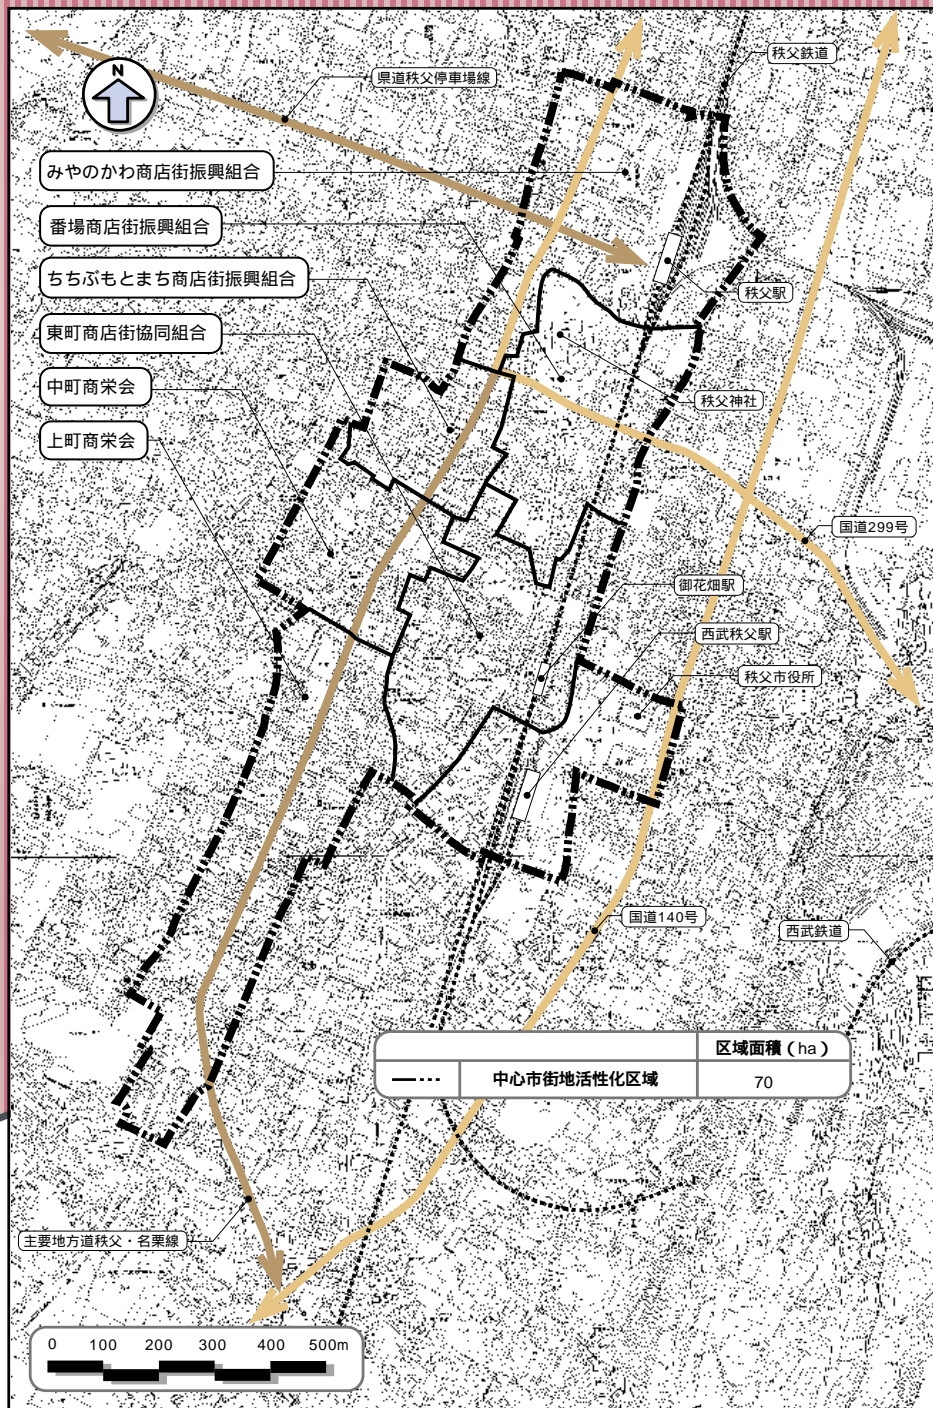 N
県道秩父停車場線
秩父鉄道
みやのかわ商店街振興組合
番場商店街振興組合
ちちぶもとまち商店街振興組合
東町商店街協同組合
中町商栄会
上町商栄会
秩父駅
秩父神社
国道299号
御花畑駅
西武秩父駅
秩父市役所
国道140号
西武鉄道
区域面積（ha）
中心市街地活性化区域 70
主要地方道秩父・名栗線
0 100 200 300 400 500m